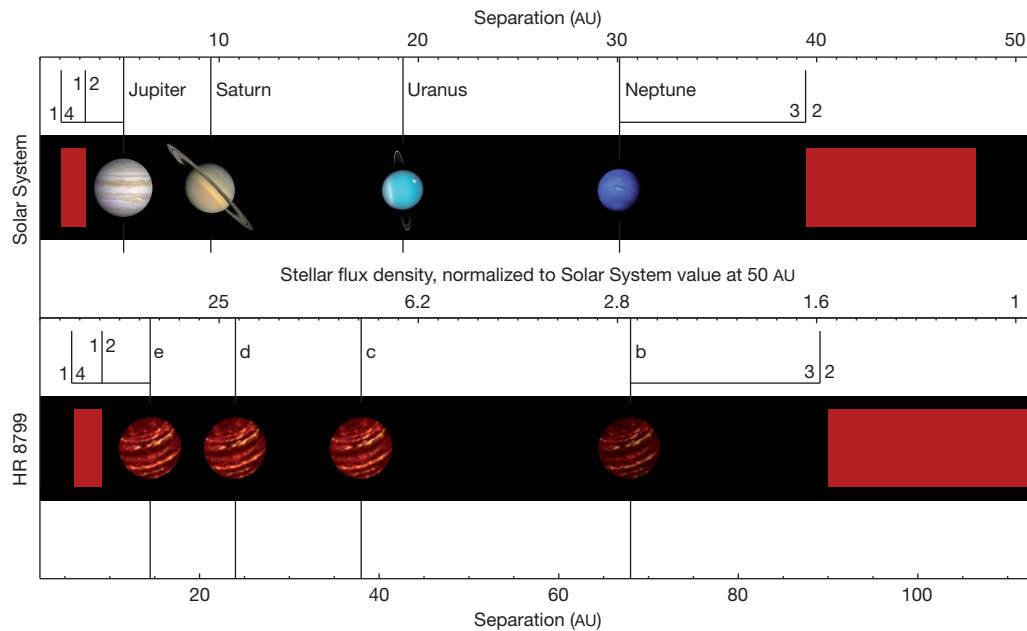 Separation (AU)
10 20 30 40 50
1 2 Jupiter Saturn Uranus Neptune
1 4 3 2
Solar System
Stellar flux density, normalized to Solar System value at 50 AU
25 6.2 2.8 1.6 1
1 2 e d c b
1 4 3 2
HR 8799
20 40 60 80 100
Separation (AU)